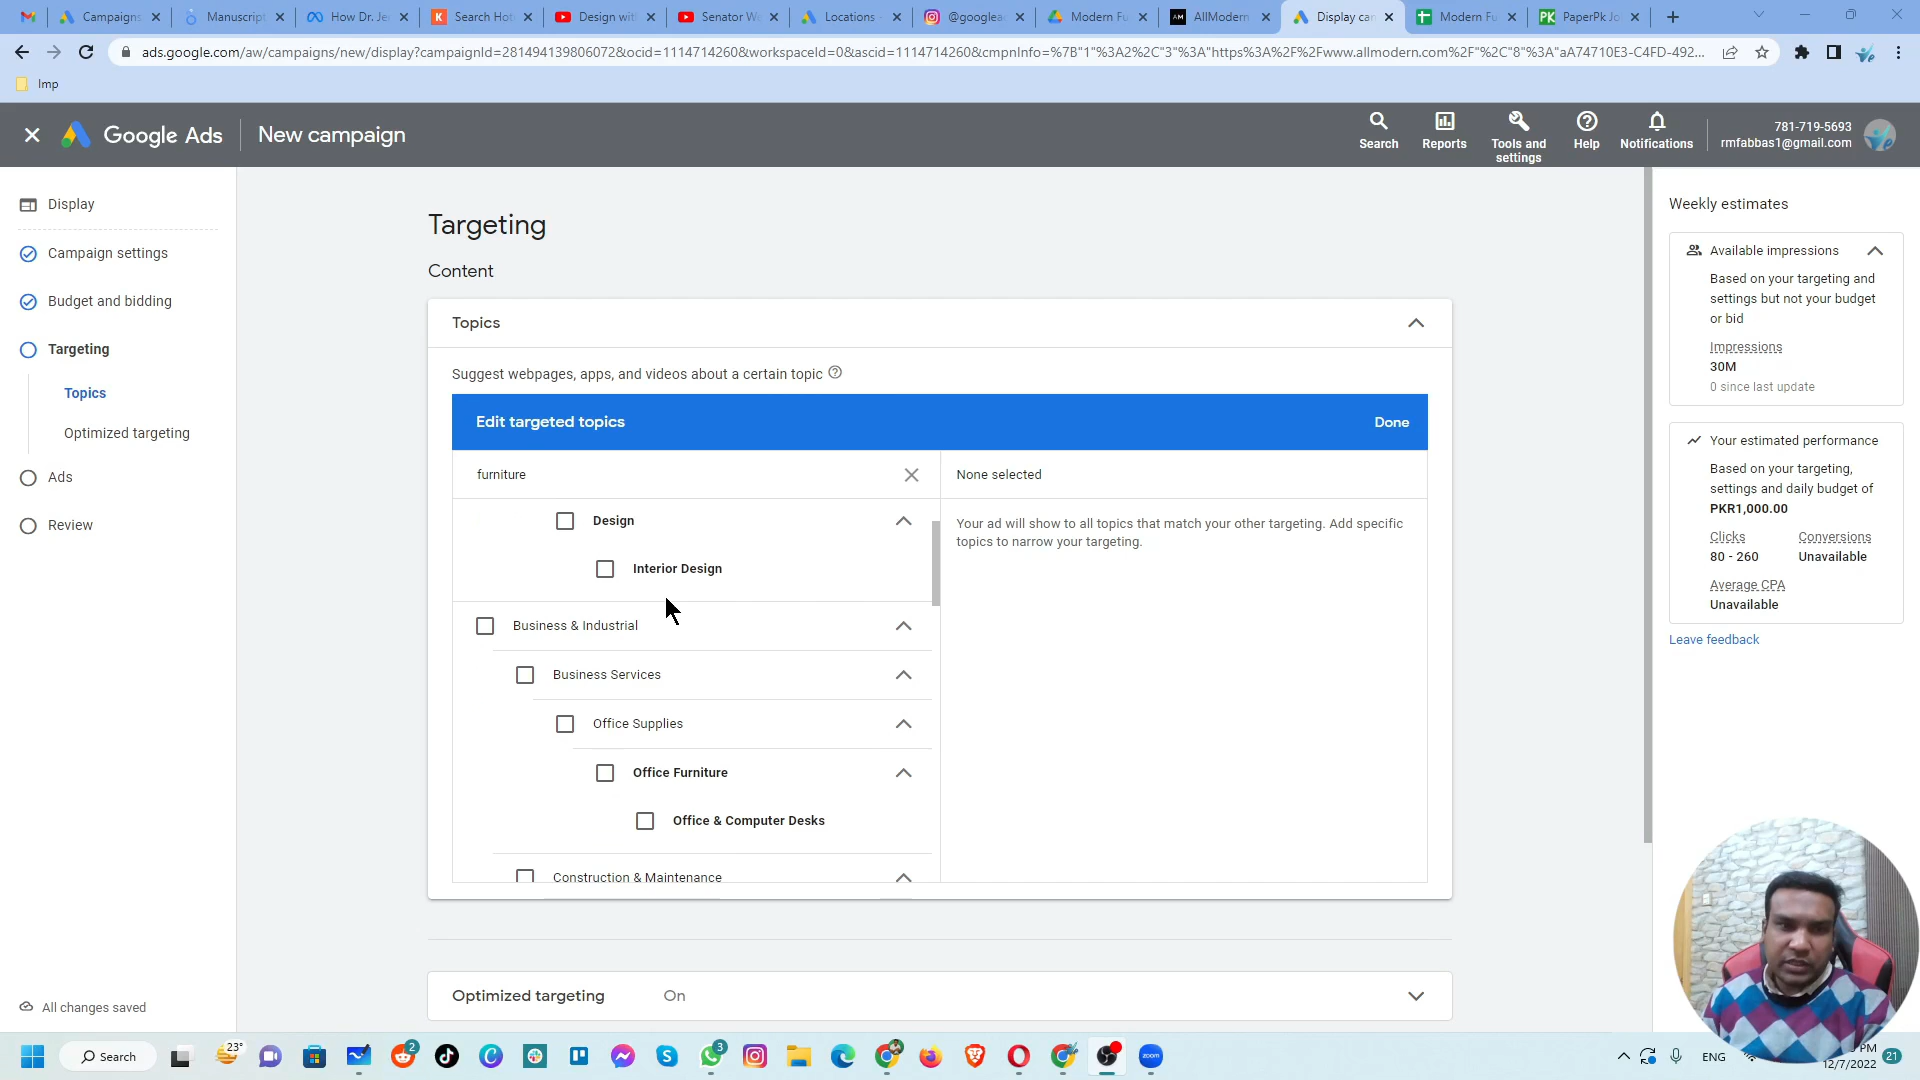 Campaigns
Manuscript
How Dr. Je
Search Hot
Design wit
Senator W
Locations -
@googlea
Modern Fu
AllModern
Display can
Modern Fu
PaperPk Jo
ads.google.com/aw/campaigns/new/display?campaignId=281494139806072&ocid=1114714260&workspaceId=0&ascid=1114714260&cmpnInfo=%7B"1"%3A2%2C"3"%3A"https%3A%2F%2Fwww.allmodern.com%2F"%2C"8"%3A"aA74710E3-C4FD-492...
Imp
Google Ads
New campaign
Search
Reports
Tools and
settings
Help
Notifications
781-719-5693
rmfabbas1@gmail.com
Display
Campaign settings
Budget and bidding
Targeting
Topics
Optimized targeting
Ads
Review
All changes saved
Targeting
Content
Topics
Suggest webpages, apps, and videos about a certain topic
Edit targeted topics
Done
furniture
None selected
Design
Interior Design
Business & Industrial
Business Services
Office Supplies
Office Furniture
Office & Computer Desks
Construction & Maintenance
Your ad will show to all topics that match your other targeting. Add specific
topics to narrow your targeting.
Optimized targeting On
Weekly estimates
Available impressions
Based on your targeting and
settings but not your budget
or bid
Impressions
30M
0 since last update
Your estimated performance
Based on your targeting,
settings and daily budget of
PKR1,000.00
Clicks Conversions
80 - 260 Unavailable
Average CPA
Unavailable
Leave feedback
Search
23°
2
3
zoom
ENG
PM
12/7/2022
21